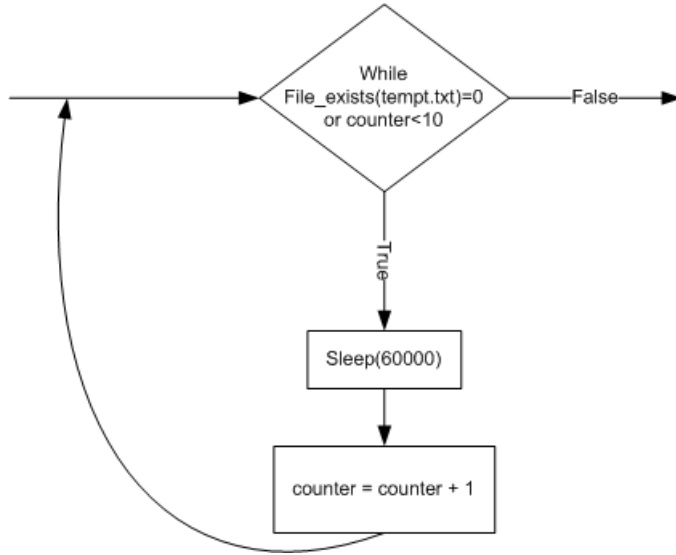 While
File_exists(tempt.txt)=0
or counter<10
False
True
Sleep(60000)
counter = counter + 1